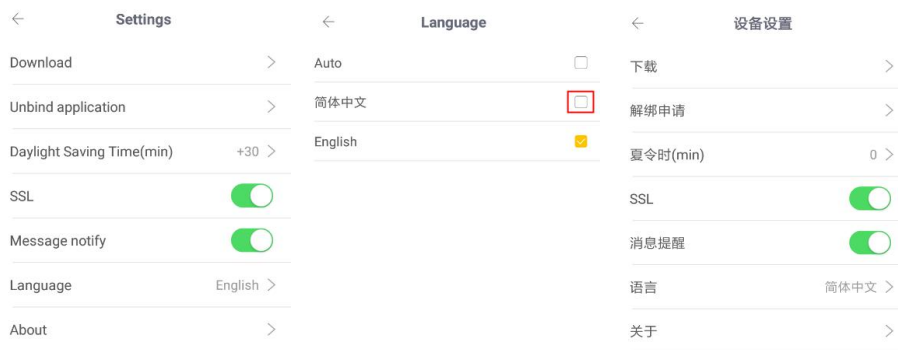 Settings
Download
Unbind application
Daylight Saving Time(min) +30
SSL
Message notify
Language English
About
Language
Auto
简体中文
English
设备设置
下载
解绑申请
夏令时(min) 0
SSL
消息提醒
语言 简体中文
关于